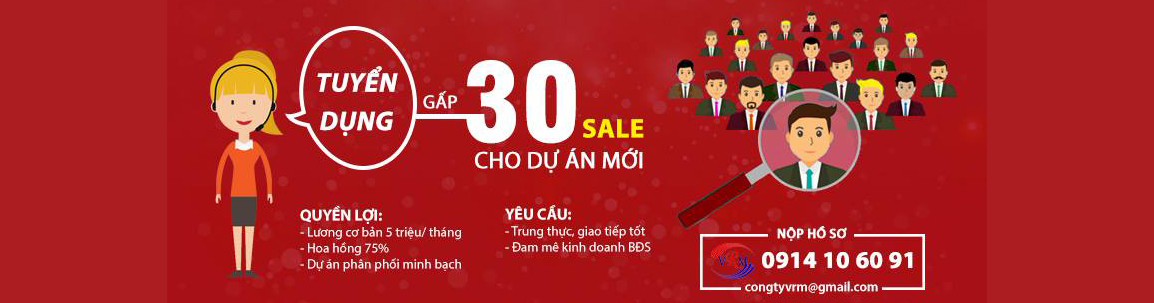 TUYỂN
DỤNG
GẤP
30
SALE
CHO DỰ ÁN MỚI
QUYỀN LỢI:
- Lương cơ bản 5 triệu/ tháng
- Hoa hồng 75%
- Dự án phân phối minh bạch
YÊU CẦU:
- Trung thực, giao tiếp tốt
- Đam mê kinh doanh BĐS
NỘP HỒ SƠ
0914 10 60 91
congtyvrm@gmail.com